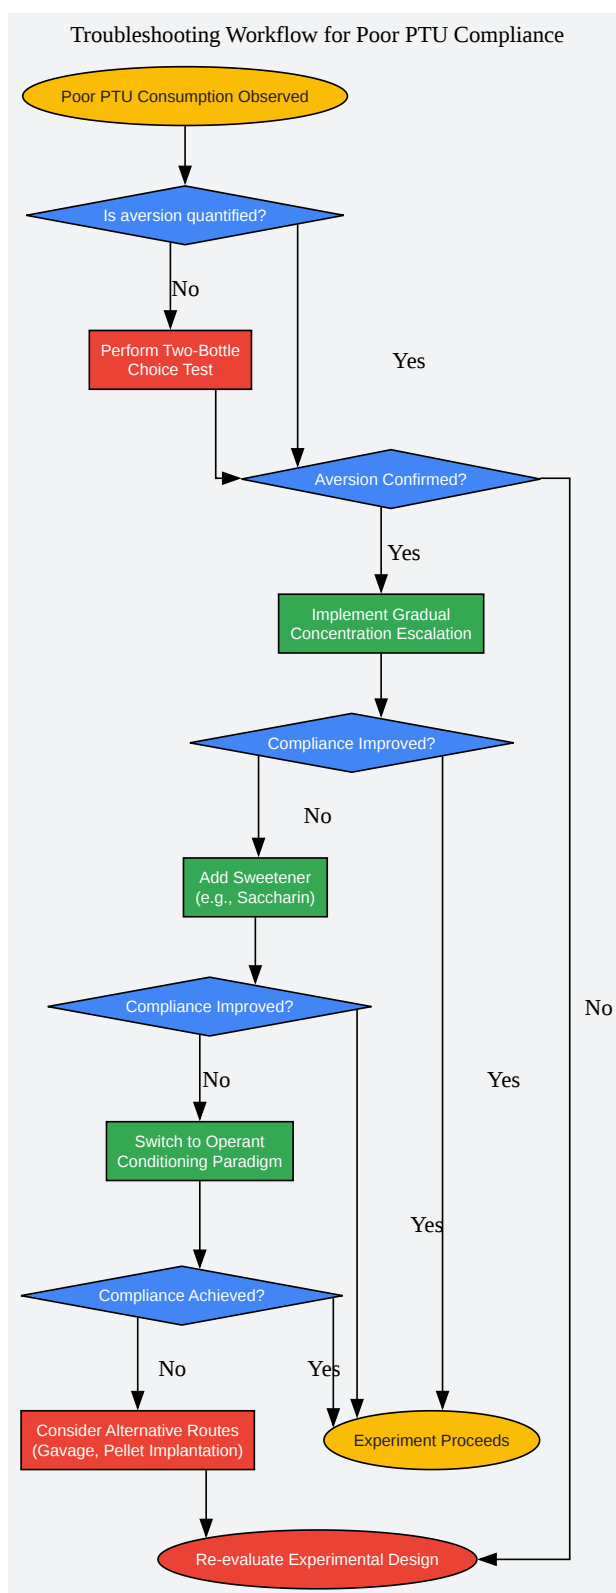 Troubleshooting Workflow for Poor PTU Compliance
Poor PTU Consumption Observed
Is aversion quantified?
No
Perform Two-Bottle
Choice Test
Yes
Aversion Confirmed?
Yes
Implement Gradual
Concentration Escalation
Compliance Improved?
No
Add Sweetener
(e.g., Saccharin)
Compliance Improved?
No
No
Yes
Switch to Operant
Conditioning Paradigm
Yes
Compliance Achieved?
No
Yes
Consider Alternative Routes
(Gavage, Pellet Implantation)
Experiment Proceeds
Re-evaluate Experimental Design